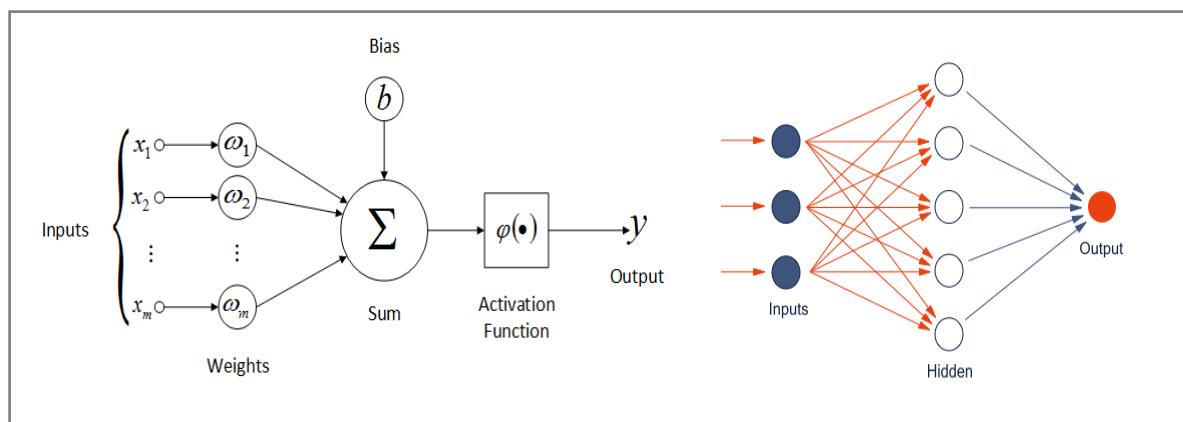 Bias
b
Inputs
x₁ ω₁
x₂ ω₂
⋮ ⋮
xₘ ωₘ
Weights
Σ
Sum
φ(•)
Activation
Function
y
Output
Inputs
Hidden
Output